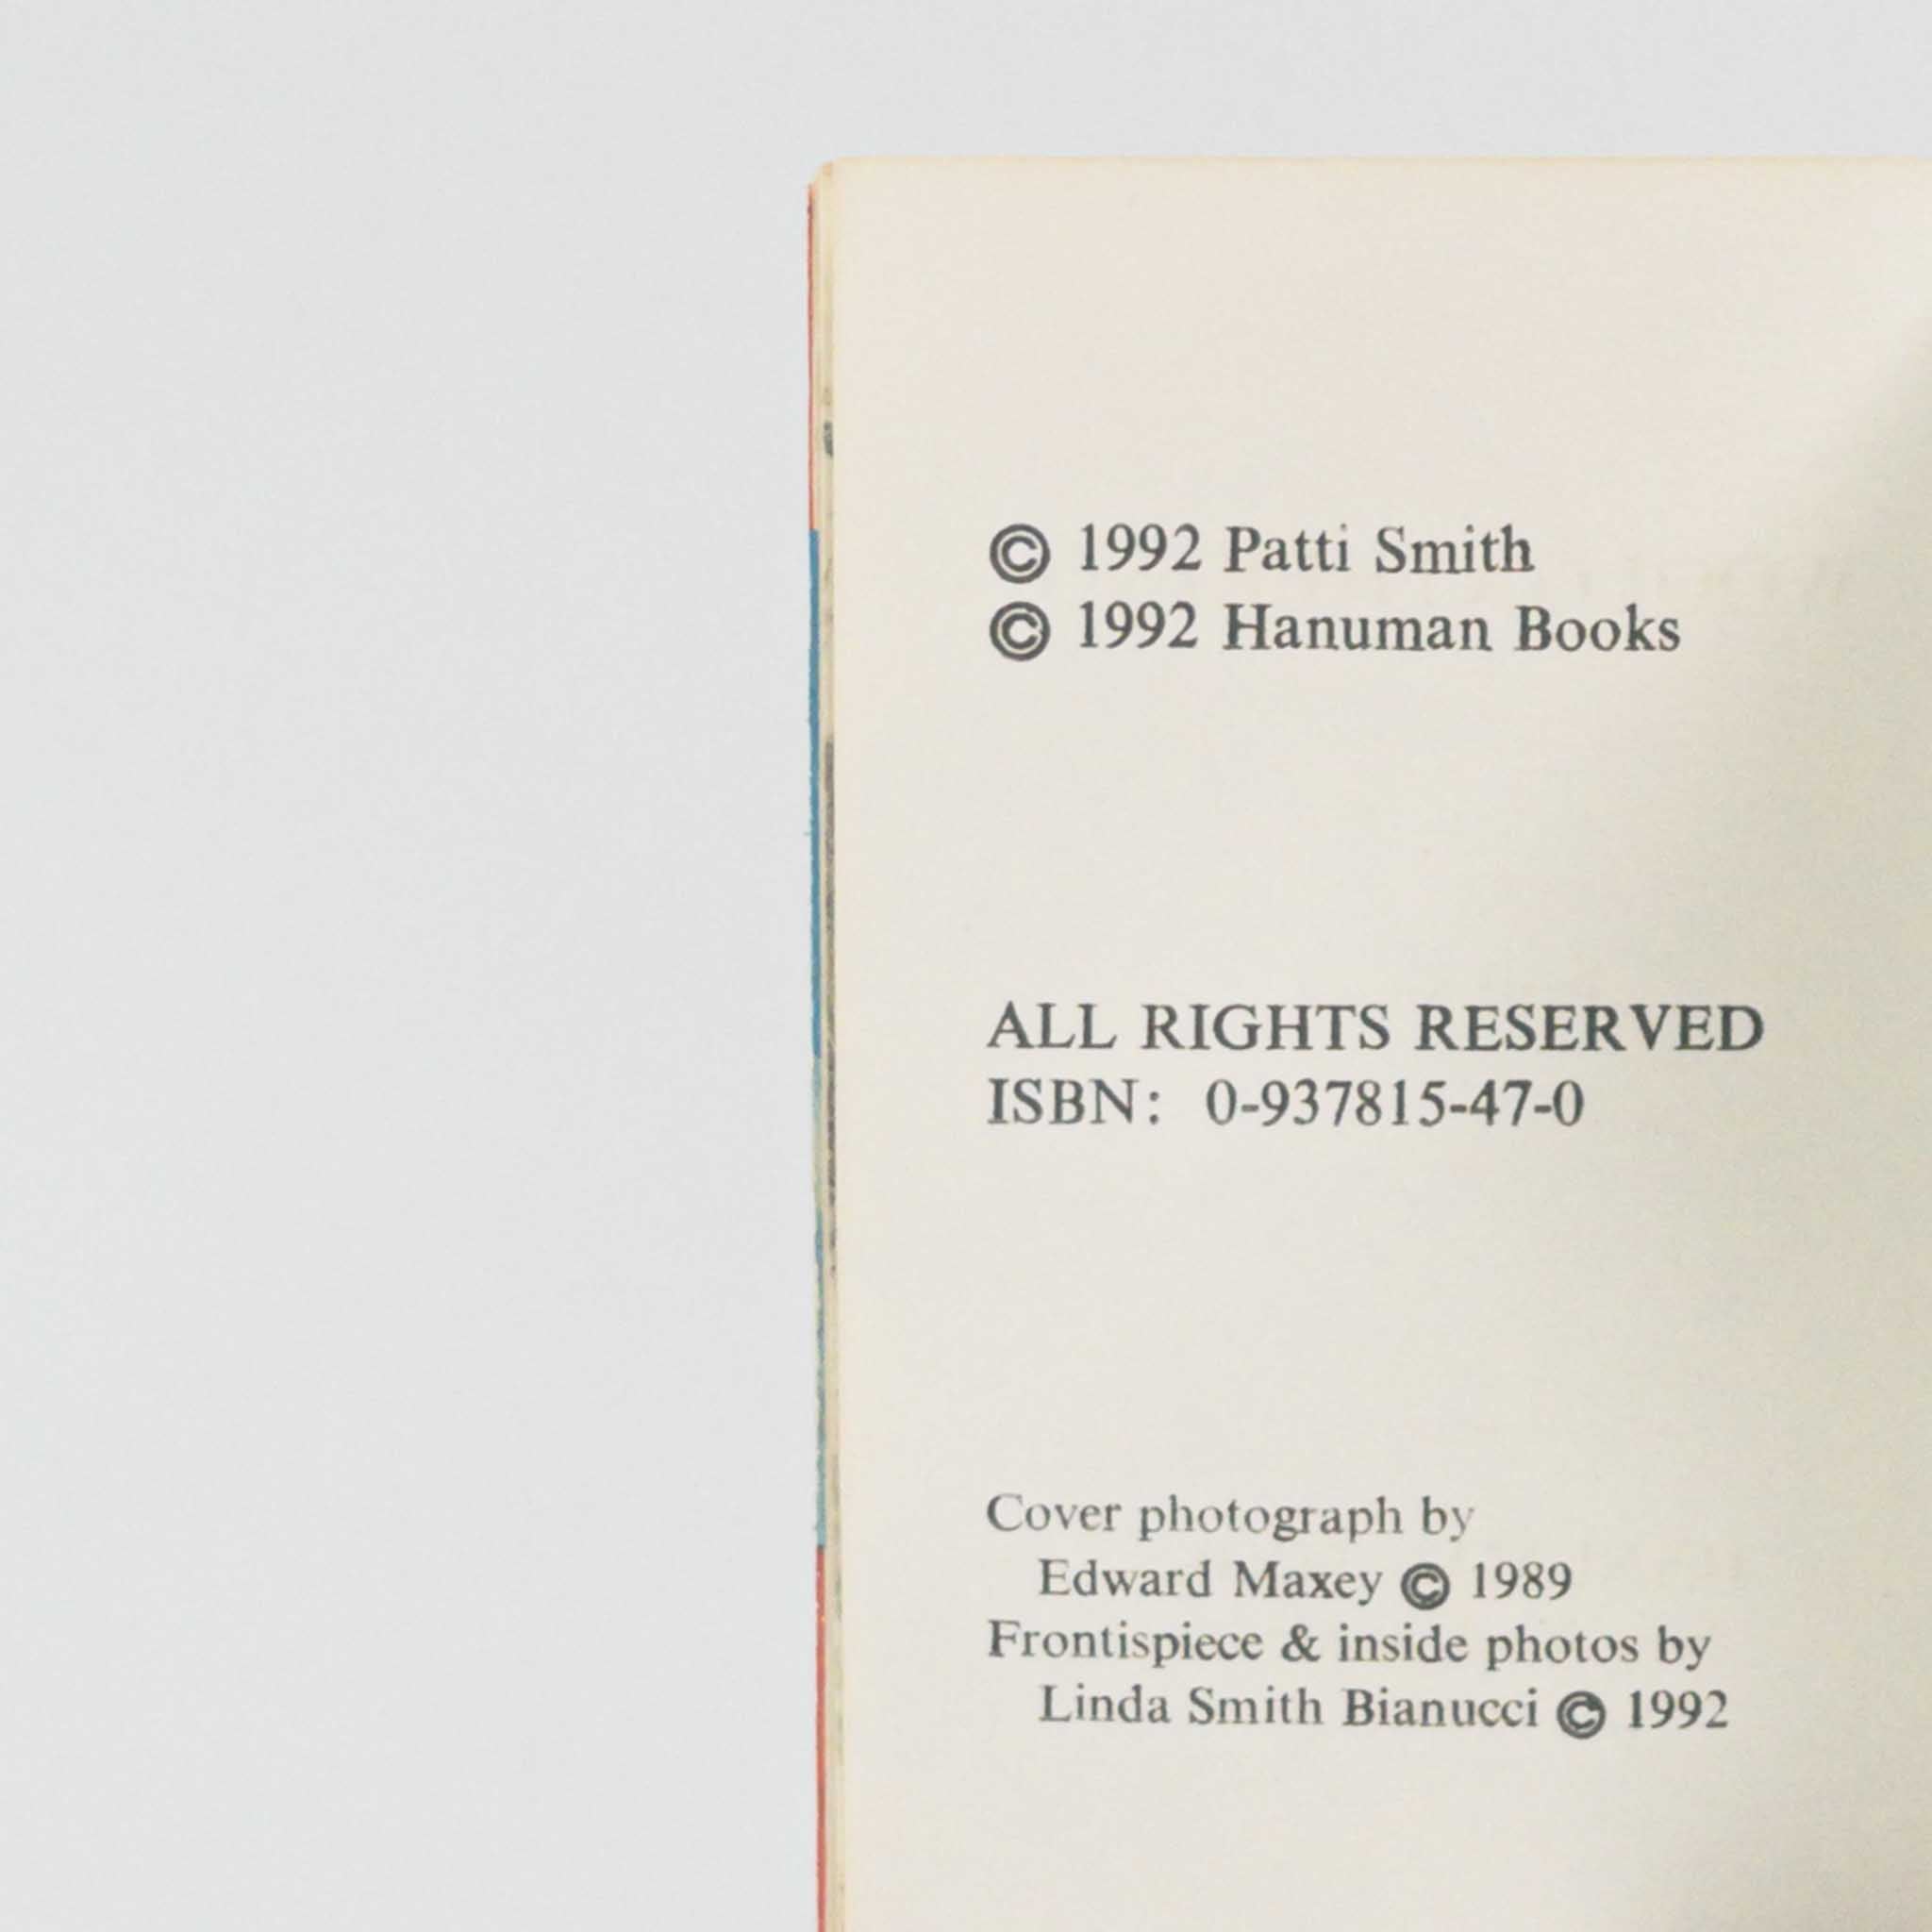 © 1992 Patti Smith
© 1992 Hanuman Books
ALL RIGHTS RESERVED
ISBN: 0-937815-47-0
Cover photograph by
Edward Maxey © 1989
Frontispiece & inside photos by
Linda Smith Bianucci © 1992